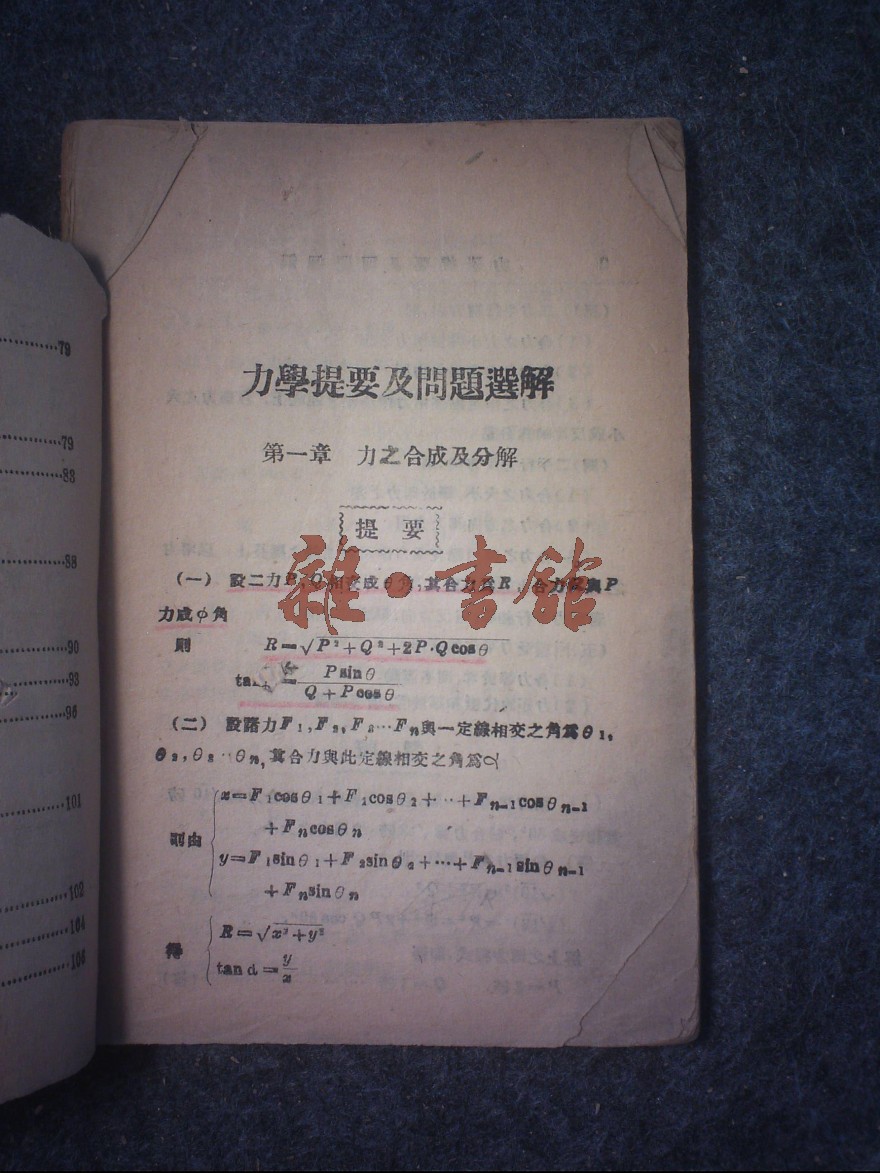 79
79
83
88
90
93
96
101
102
104
106
力學提要及問題選解
第一章 力之合成及分解
提要
雜·書館
(一) 設二力P,Q相交成θ角,其合力爲R,合力R與P
力成φ角
則 R=√P²+Q²+2P·Qcosθ
tan = Psinθ / Q+Pcosθ
(二) 設諸力F₁,F₂,F₃…Fₙ與一定線相交之角爲θ₁,
θ₂,θ₃…θₙ,其合力與此定線相交之角爲α
則由 x=F₁cosθ₁+F₁cosθ₂+…+Fₙ₋₁cosθₙ₋₁
+Fₙcosθₙ
y=F₁sinθ₁+F₂sinθ₂+…+Fₙ₋₁sinθₙ₋₁
+Fₙsinθₙ
得 R=√x²+y²
tanα=y/x